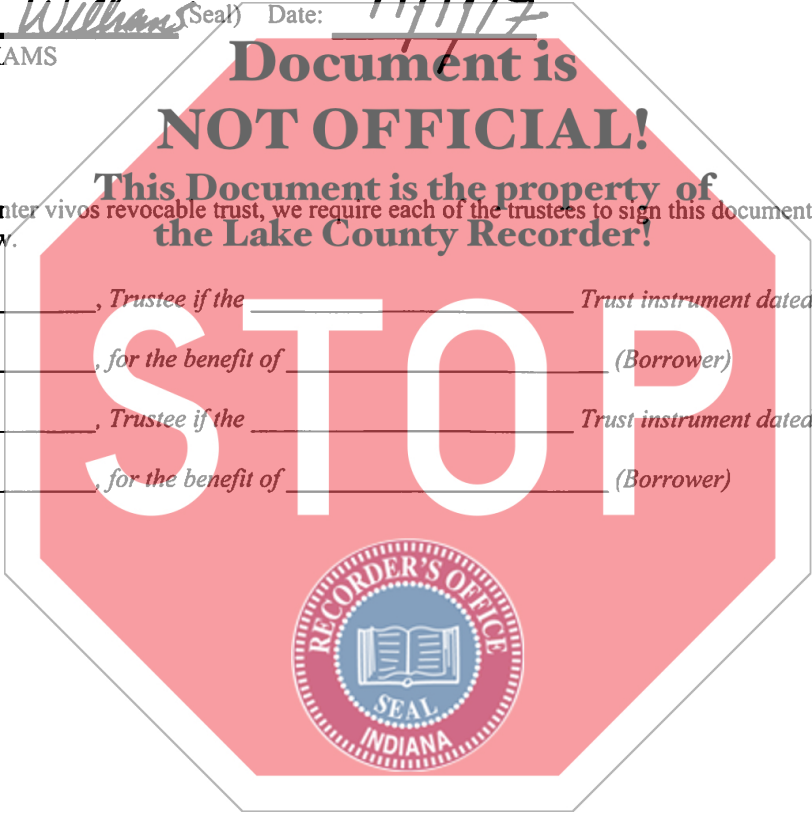 Williams (Seal) Date:
IAMS
Document is
NOT OFFICIAL!
This Document is the property of
nter vivos revocable trust, we require each of the trustees to sign this document
the Lake County Recorder!
w.
, Trustee if the Trust instrument dated
, for the benefit of (Borrower)
, Trustee if the Trust instrument dated
, for the benefit of (Borrower)
STOP
RECORDER'S OFFICE
SEAL
INDIANA